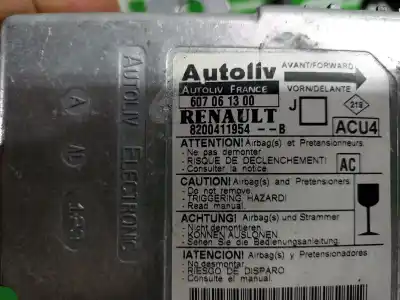 Autoliv
AUTOLIV FRANCE
607 06 13 00
RENAULT
8200411954 --B
AVANT/FORWARD
VORN/DELANTE
J
218
ACU4
ATTENTION! Airbag(s) et Pretensionneurs.
- Ne pas demonter
- RISQUE DE DECLENCHEMENT!
- Consulter la notice.
AC
CAUTION! Airbag(s) and Pretensioners
- Do not remove.
- TRIGGERING HAZARD!
- Read manual.
ACHTUNG! Airbag(s) und Strammer
- Nicht demontieren
- KONNEN AUSLONEN
- Sehen Sie die Bedienungsanleitung.
!ATENCION! Airbag(s) y Pretensionadores
- No desmontar
- RIESGO DE DISPARO
- Consulte el manual
AUTOLIV ELECTRONIC
A